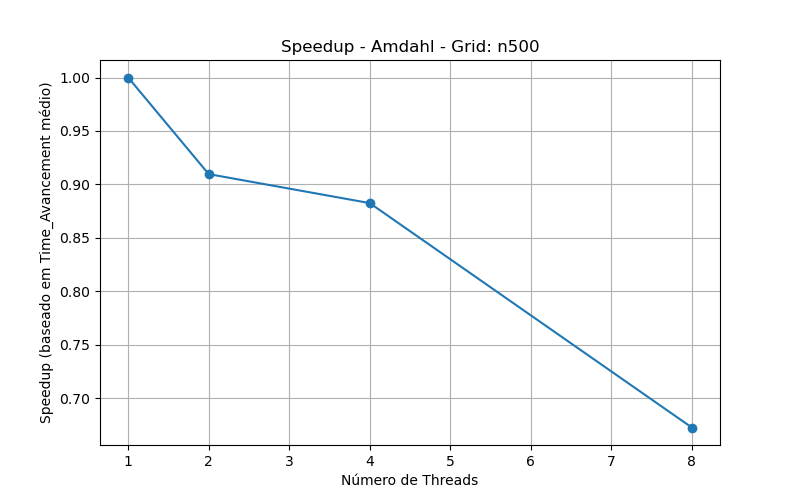 Speedup - Amdahl - Grid: n500
Speedup (baseado em Time_Avancement médio)
1.00
0.95
0.90
0.85
0.80
0.75
0.70
1 2 3 4 5 6 7 8
Número de Threads